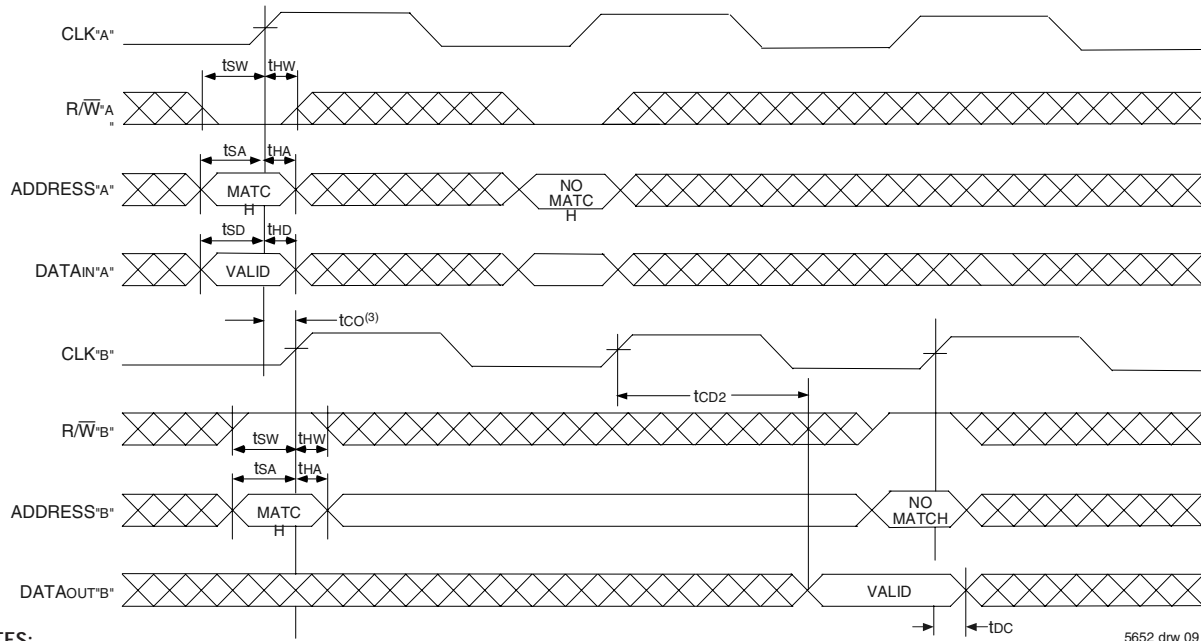 CLK"A"
tSW tHW
R/W"A
"
tSA tHA
ADDRESS"A"
MATC
H
NO
MATC
H
tSD tHD
DATAIN"A"
VALID
tCO(3)
CLK"B"
tCD2
R/W"B"
tSW tHW
tSA tHA
ADDRESS"B"
MATC
H
NO
MATCH
DATAOUT"B"
VALID
tDC
5652 drw 09